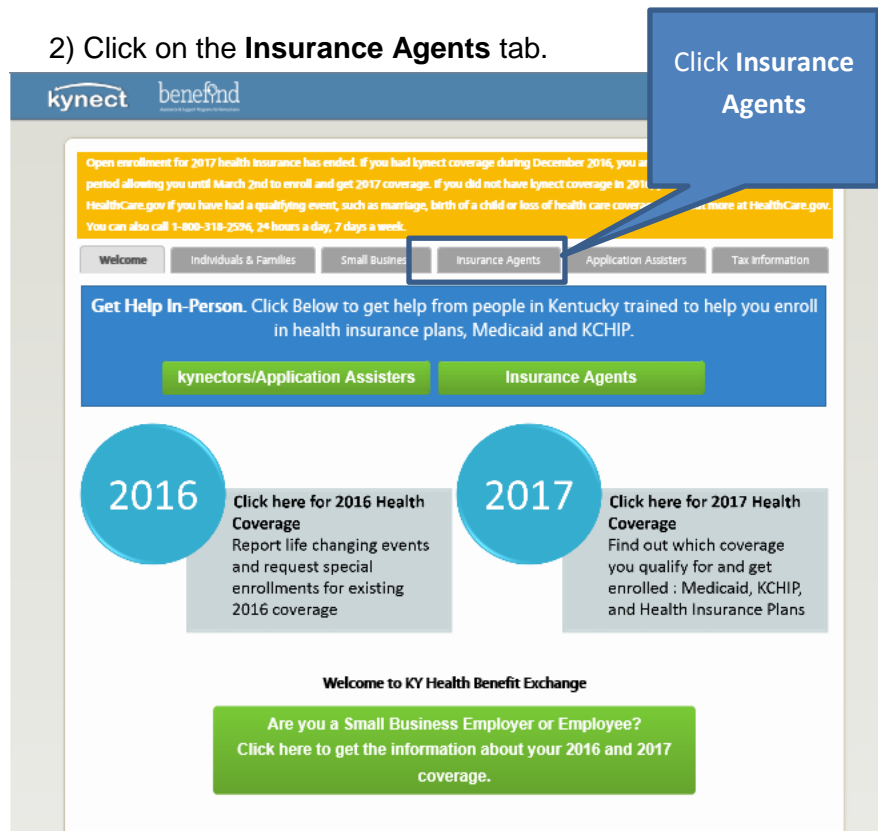 2) Click on the Insurance Agents tab.
Click Insurance
Agents
kynect benefind
Open enrollment for 2017 health insurance has ended. If you had kynect coverage during December 2016, you
period allowing you until March 2nd to enroll and get 2017 coverage. If you did not have kynect coverage in
HealthCare.gov if you have had a qualifying event, such as marriage, birth of a child or loss of health care more at HealthCare.gov.
You can also call 1-800-318-2596, 24 hours a day, 7 days a week.
Welcome Individuals & Families Small Busines Insurance Agents Application Assisters Tax Information
Get Help In-Person. Click Below to get help from people in Kentucky trained to help you enroll
in health insurance plans, Medicaid and KCHIP.
kynectors/Application Assisters Insurance Agents
2016
Click here for 2016 Health
Coverage
Report life changing events
and request special
enrollments for existing
2016 coverage
2017
Click here for 2017 Health
Coverage
Find out which coverage
you qualify for and get
enrolled : Medicaid, KCHIP,
and Health Insurance Plans
Welcome to KY Health Benefit Exchange
Are you a Small Business Employer or Employee?
Click here to get the information about your 2016 and 2017
coverage.